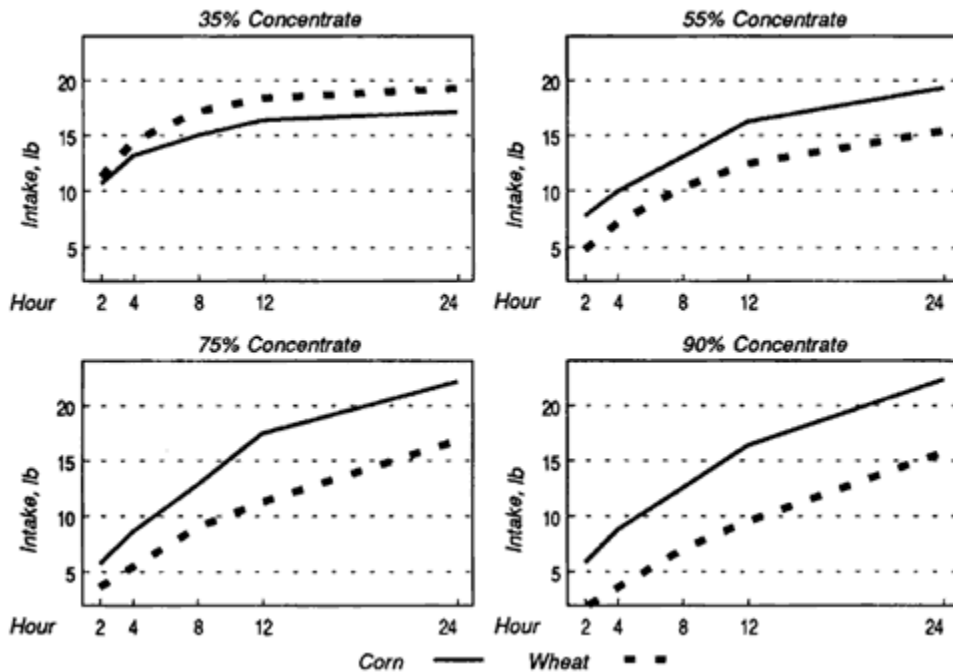 35% Concentrate
20
15
10
5
Intake, lb
Hour 2 4 8 12 24
55% Concentrate
20
15
10
5
Intake, lb
Hour 2 4 8 12 24
75% Concentrate
20
15
10
5
Intake, lb
Hour 2 4 8 12 24
90% Concentrate
20
15
10
5
Intake, lb
Hour 2 4 8 12 24
Corn Wheat